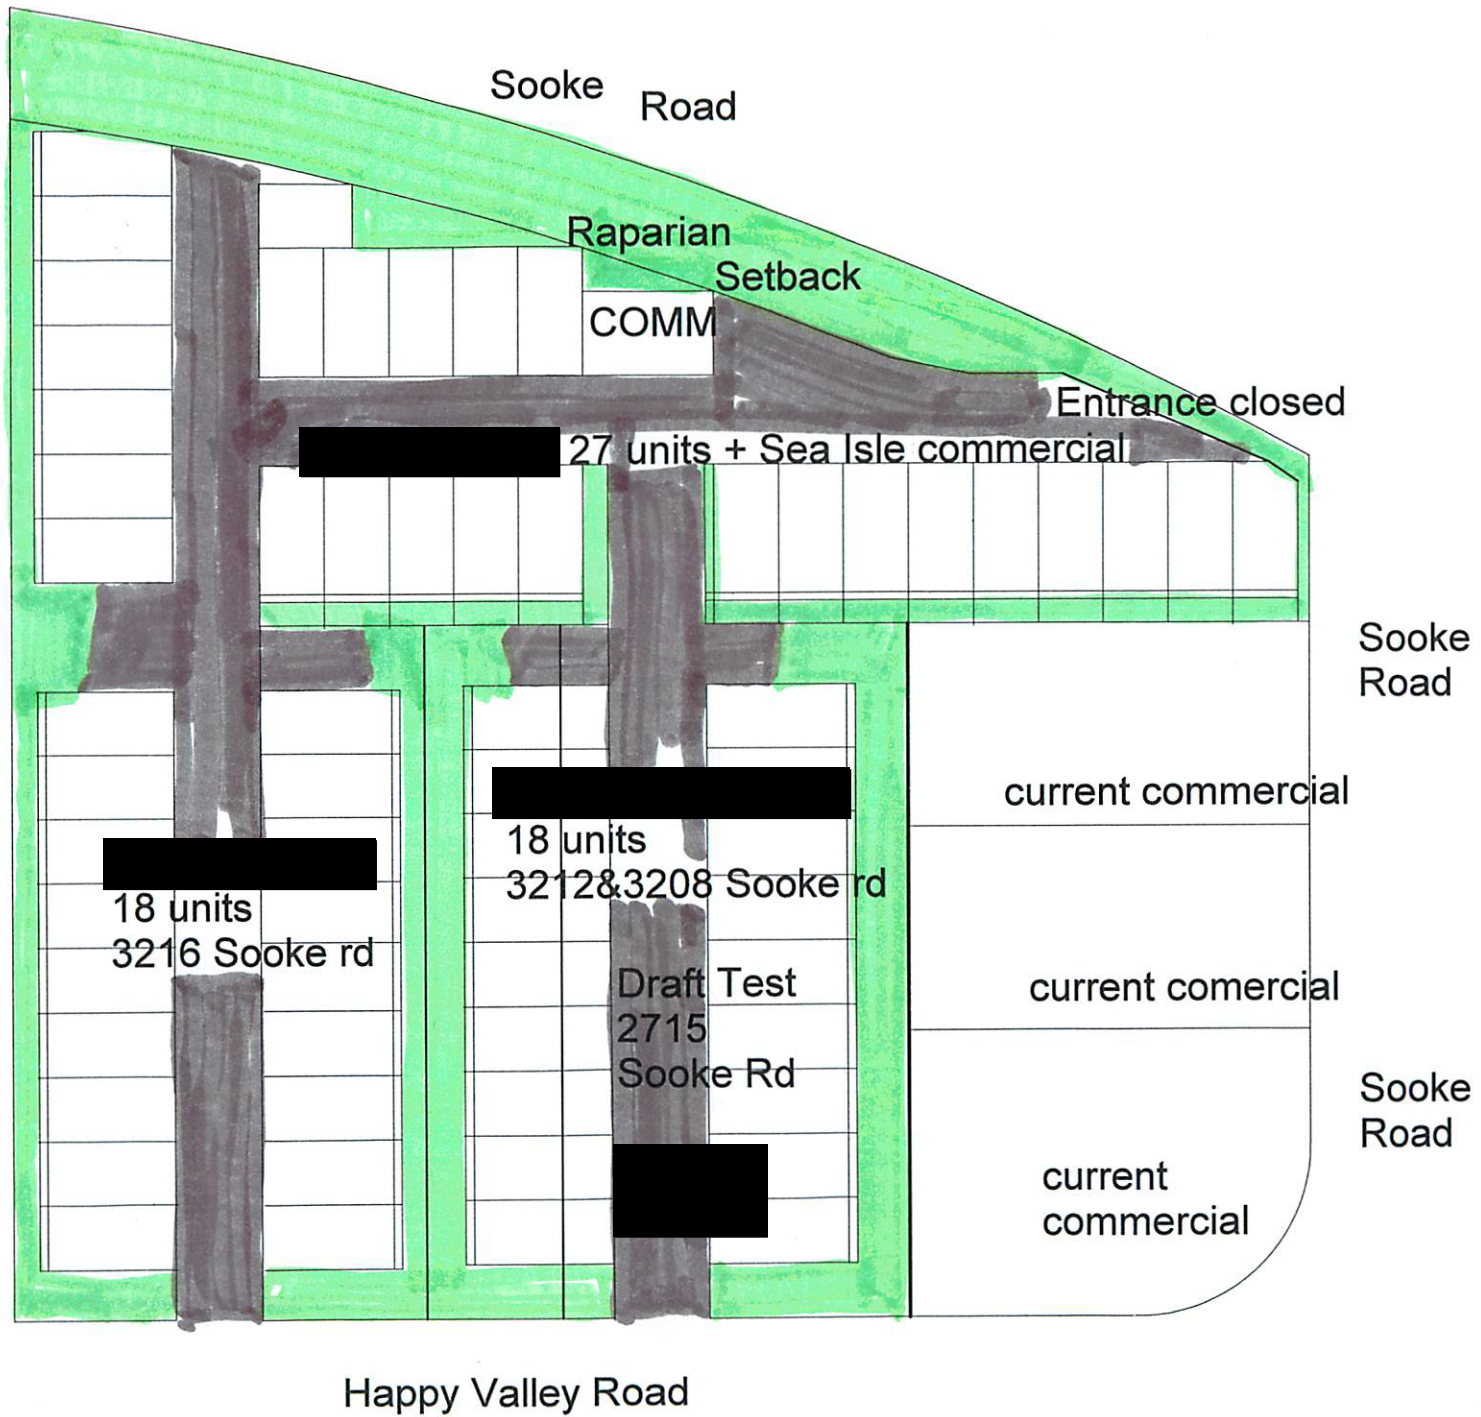 Sooke Road
Raparian
Setback
COMM
Entrance closed
27 units + Sea Isle commercial
Sooke
Road
current commercial
18 units
3212&3208 Sooke rd
18 units
3216 Sooke rd
Draft Test
2715
Sooke Rd
current comercial
Sooke
Road
current
commercial
Happy Valley Road